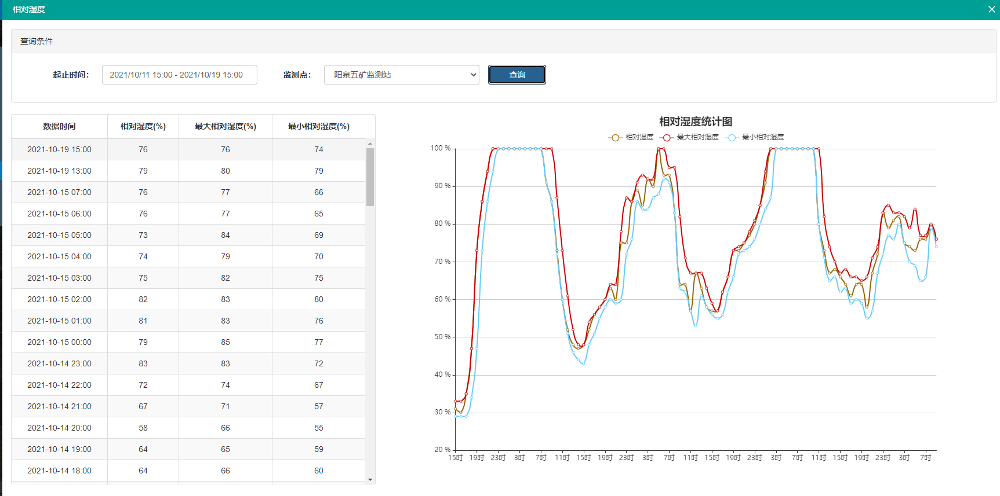 相对湿度
查询条件
起止时间： 2021/10/11 15:00 - 2021/10/19 15:00 监测点： 阳泉五矿监测站 查询
数据时间 相对湿度(%) 最大相对湿度(%) 最小相对湿度(%)
2021-10-19 15:00 76 76 74
2021-10-19 13:00 79 80 79
2021-10-15 07:00 76 77 66
2021-10-15 06:00 76 77 65
2021-10-15 05:00 73 84 69
2021-10-15 04:00 74 79 70
2021-10-15 03:00 75 82 75
2021-10-15 02:00 82 83 80
2021-10-15 01:00 81 83 76
2021-10-15 00:00 79 85 77
2021-10-14 23:00 83 83 72
2021-10-14 22:00 72 74 67
2021-10-14 21:00 67 71 57
2021-10-14 20:00 58 66 55
2021-10-14 19:00 64 65 59
2021-10-14 18:00 64 66 60
相对湿度统计图
相对湿度 最大相对湿度 最小相对湿度
100 %
90 %
80 %
70 %
60 %
50 %
40 %
30 %
20 %
15时 19时 23时 3时 7时 11时 15时 19时 23时 3时 7时 11时 15时 19时 23时 3时 7时 11时 15时 19时 23时 3时 7时